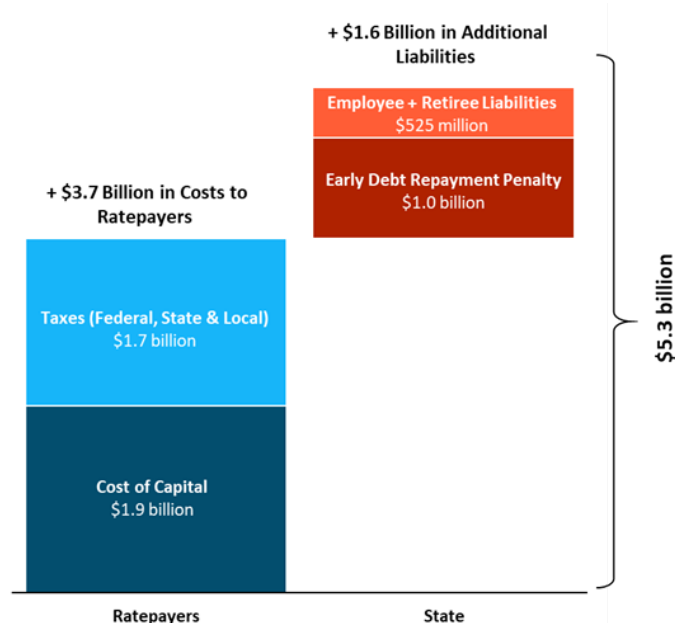 + $1.6 Billion in Additional
Liabilities
Employee + Retiree Liabilities
$525 million
Early Debt Repayment Penalty
$1.0 billion
+ $3.7 Billion in Costs to
Ratepayers
Taxes (Federal, State & Local)
$1.7 billion
Cost of Capital
$1.9 billion
$5.3 billion
Ratepayers
State